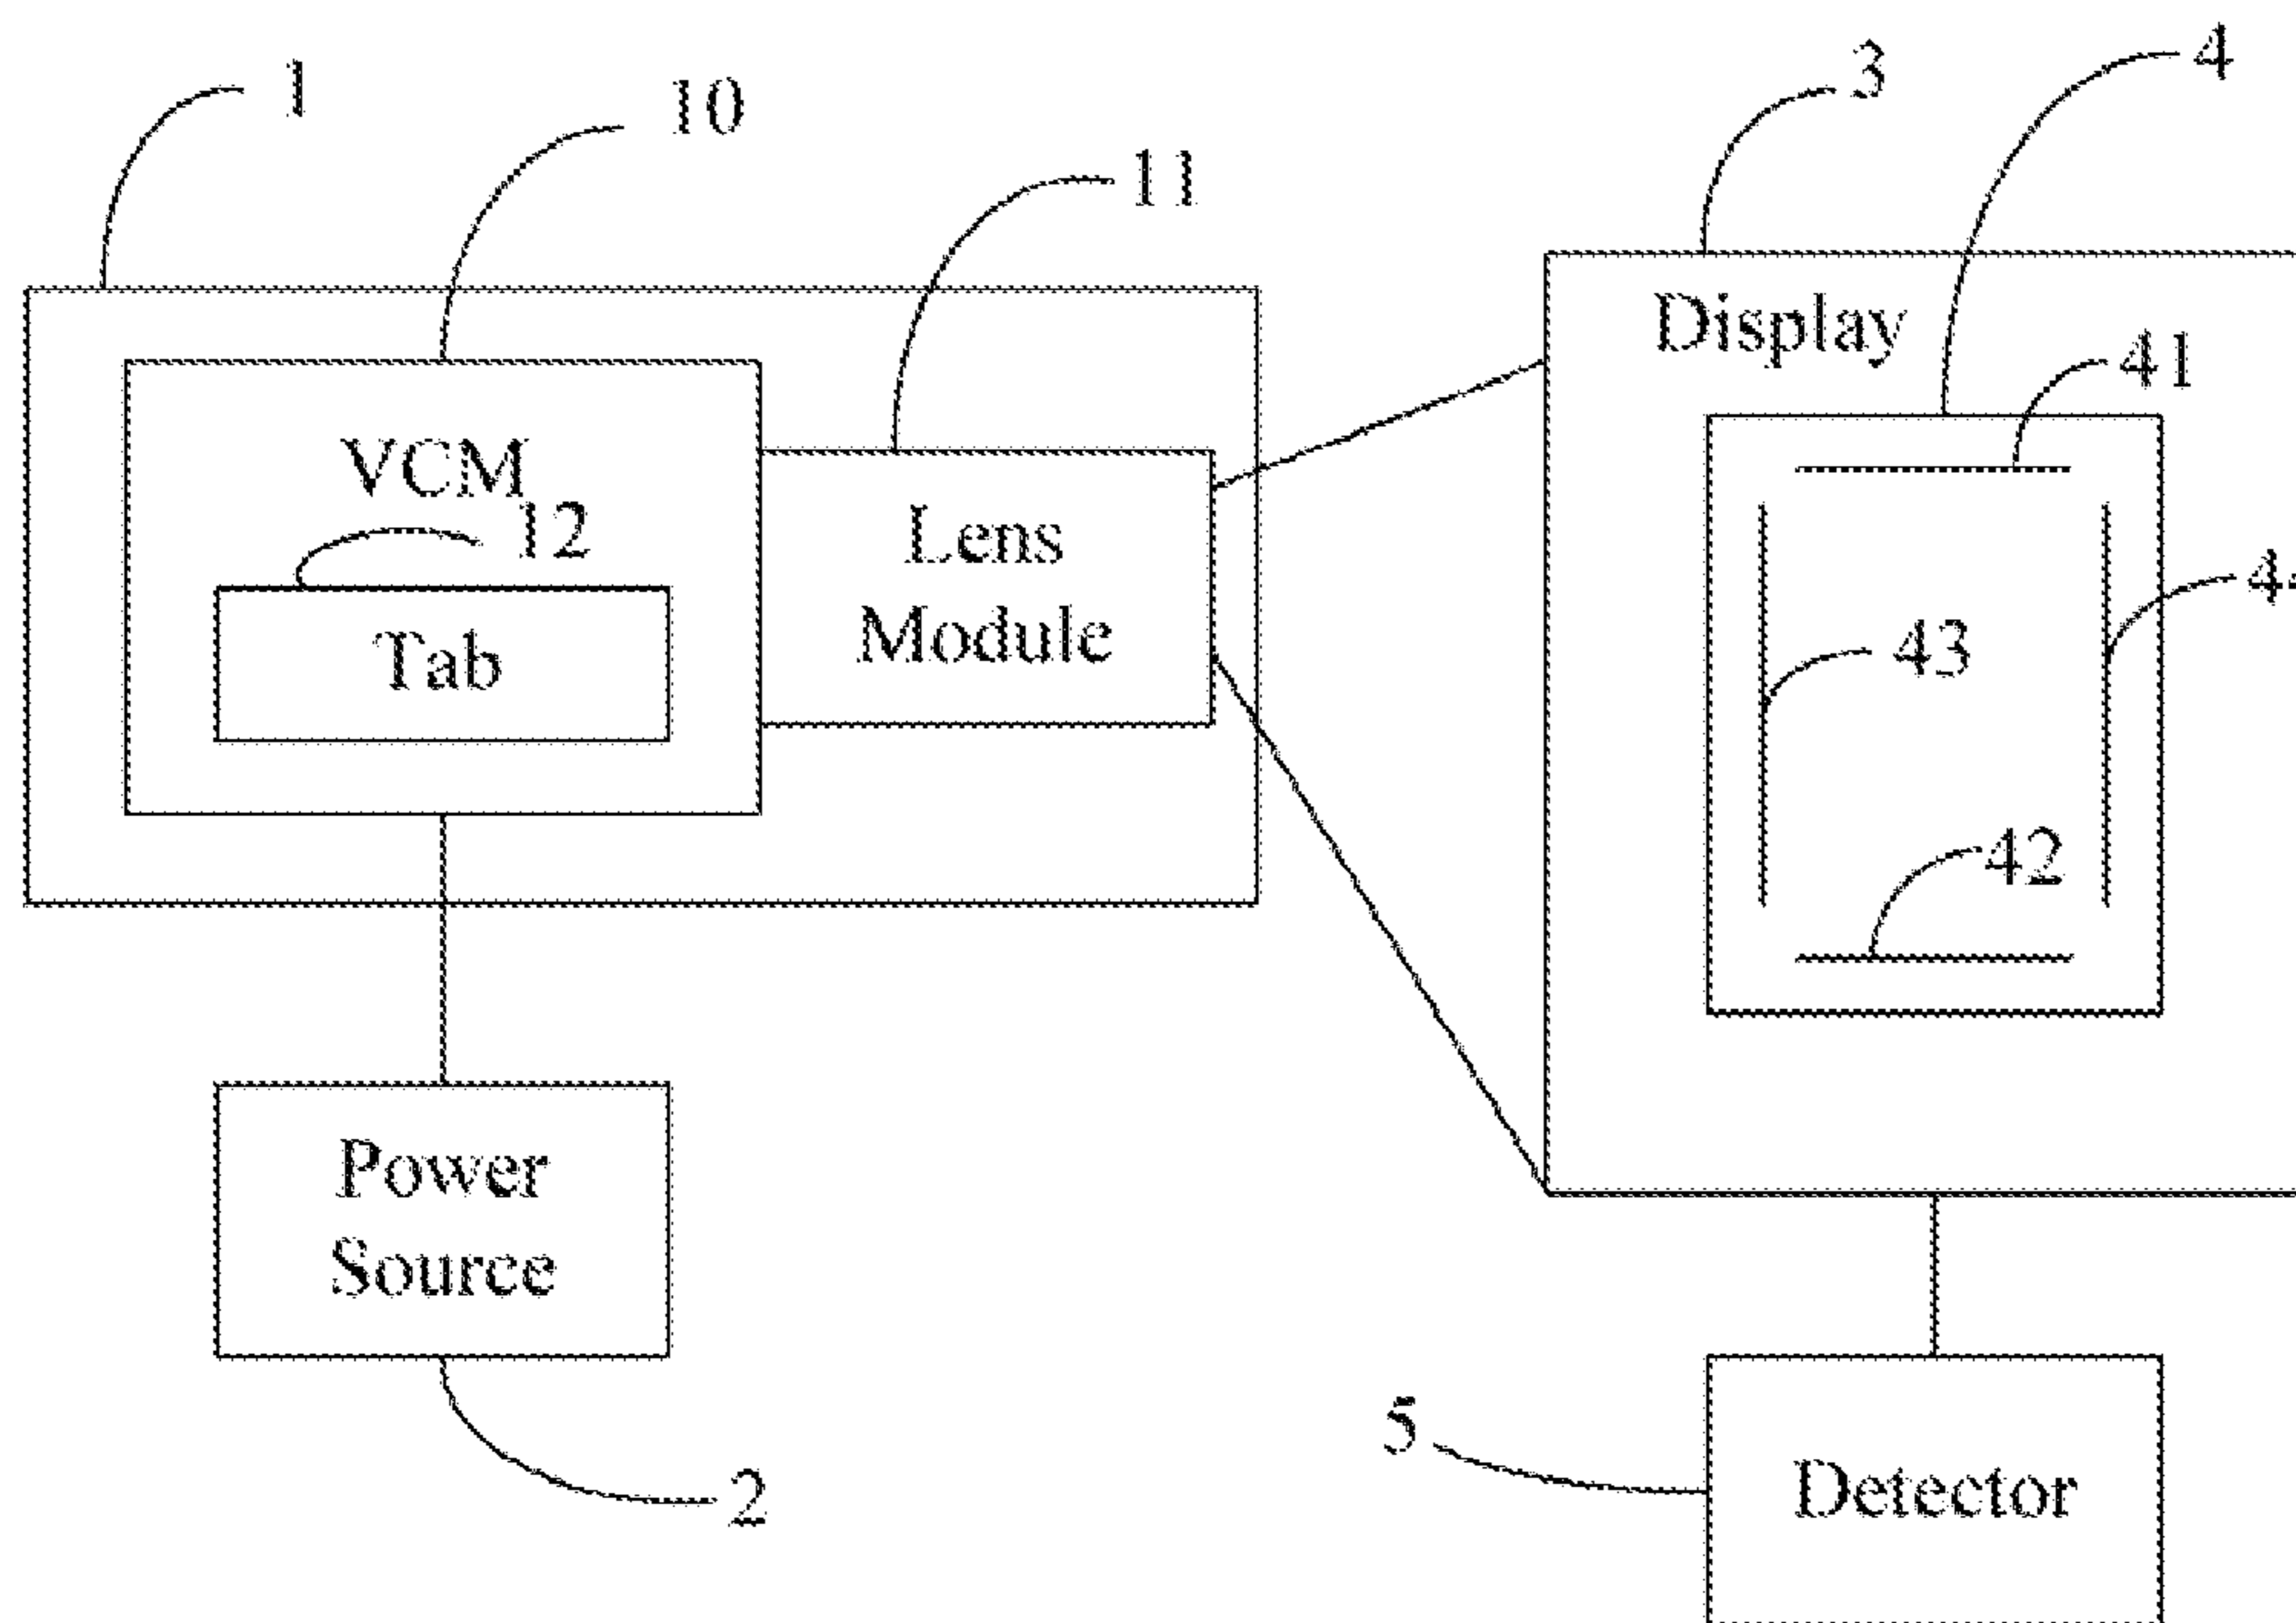 1
10
11
3
4
Display
41
VCM
12
Tab
Lens
Module
43
42
Power
Source
2
5
Detector